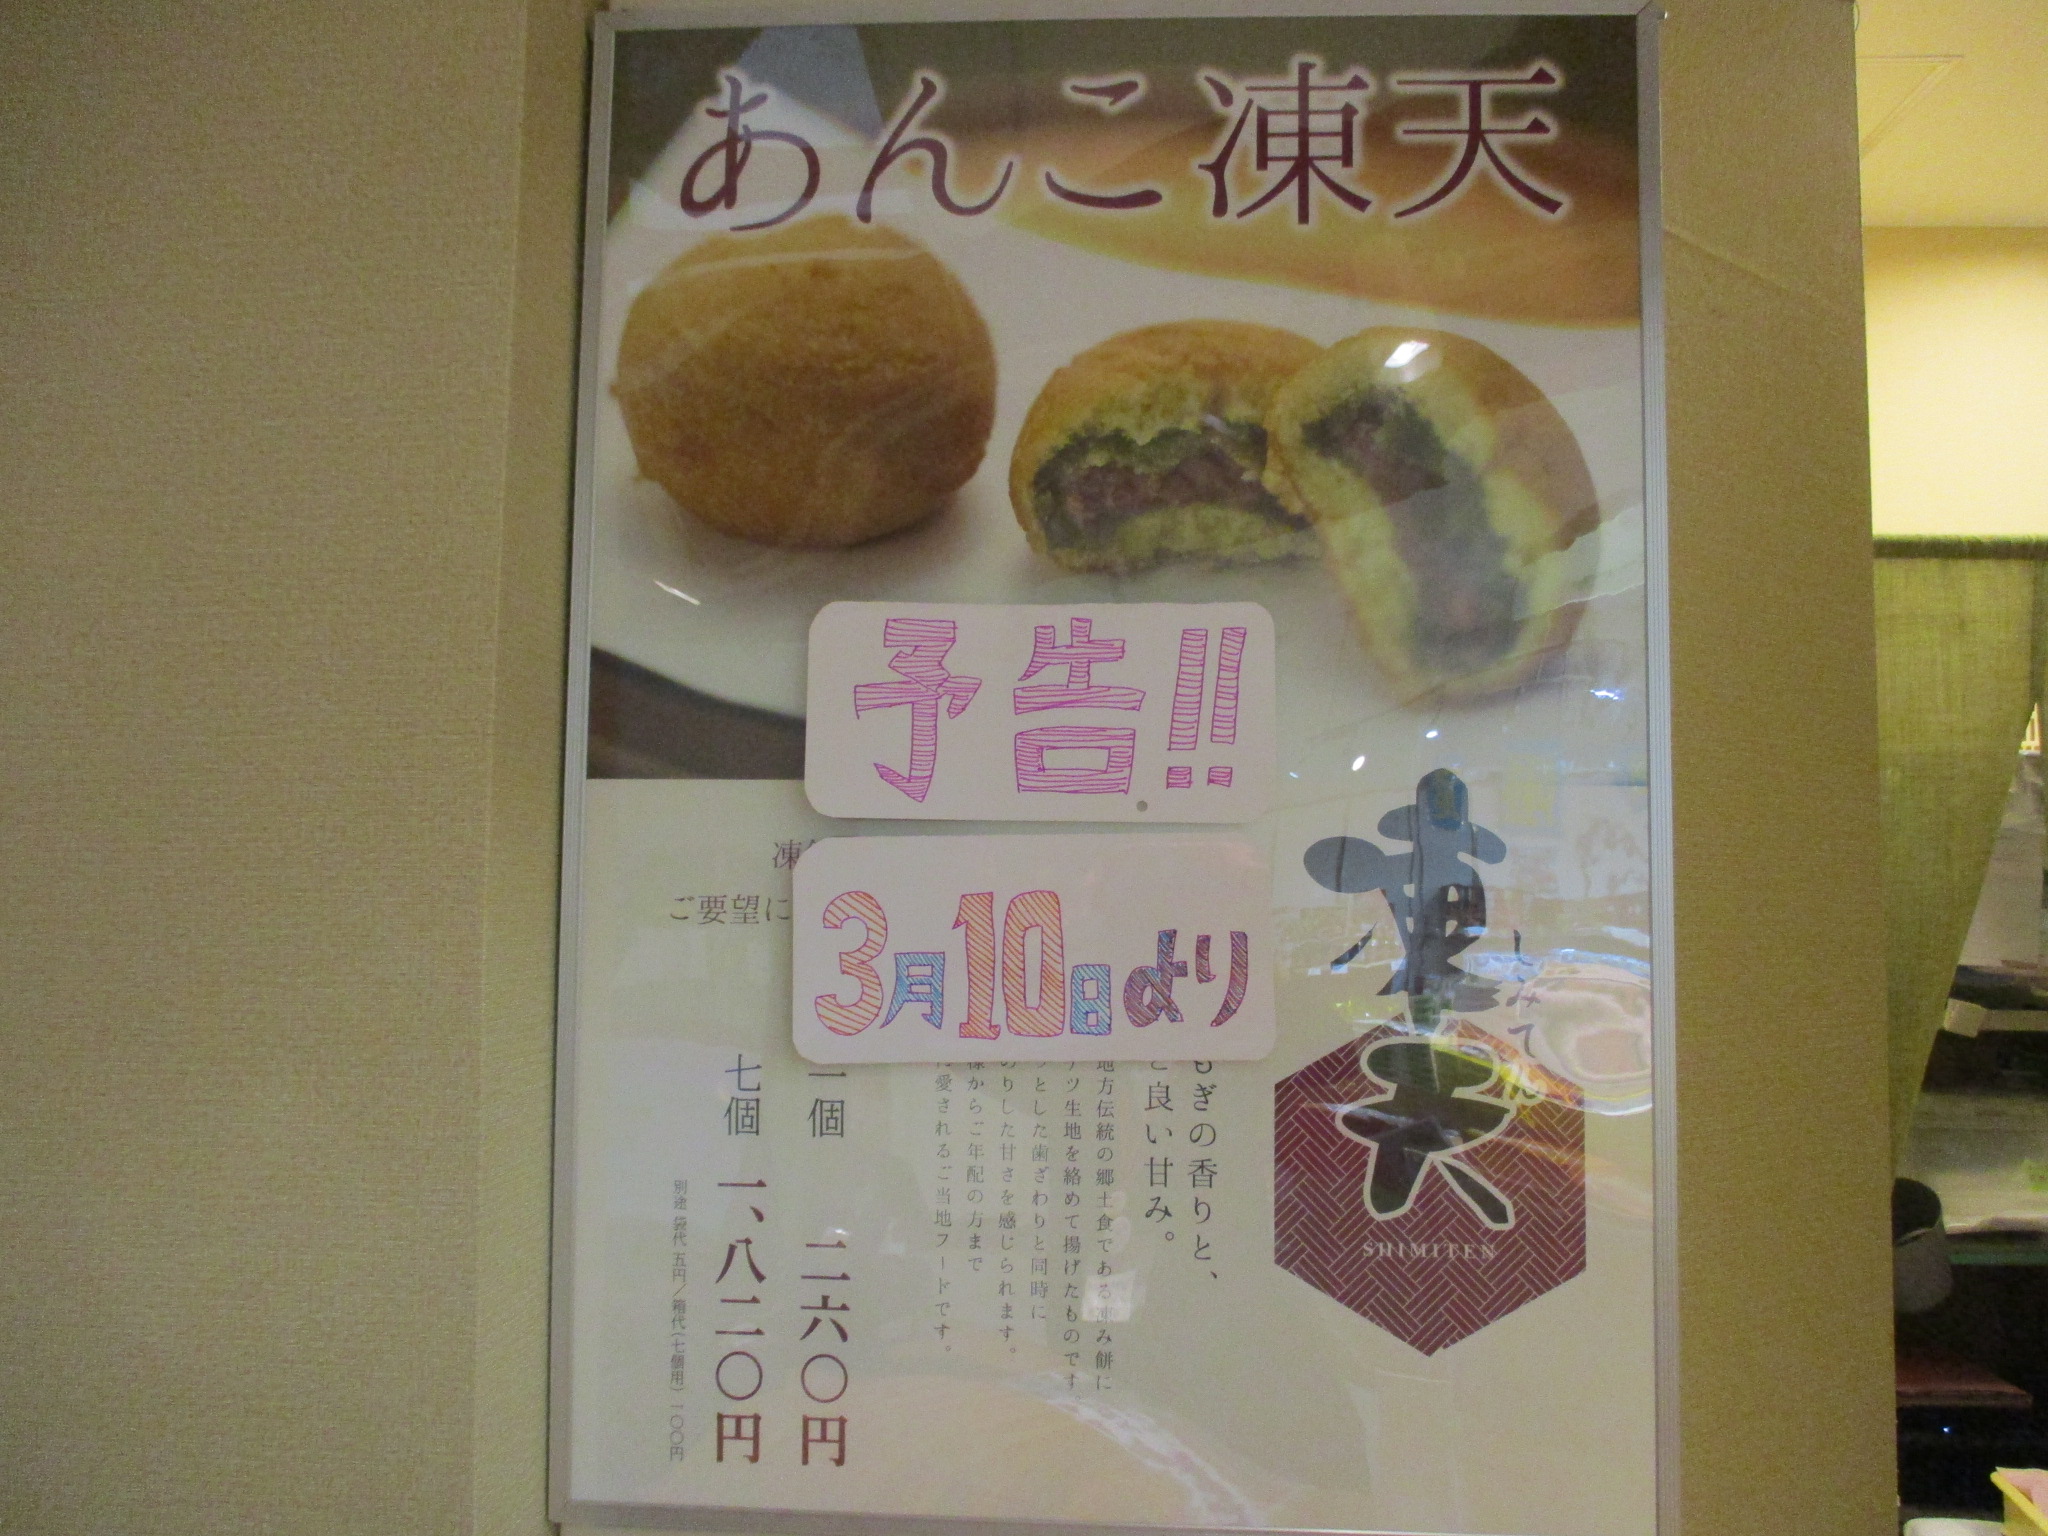 あんこ凍天
予告!!
3月10日より
凍
ご要望に
凍天
しみてん
SHIMITEN
もぎの香りと、
と良い甘み。
地方伝統の郷土食である凍み餅に
ツ生地を絡めて揚げたものです
っとした歯ざわりと同時に
のりした甘さを感じられます。
様からご年配の方まで
に愛されるご当地フードです。
個 二六〇円
七個 一、八二〇円
別途 袋代 五円／箱代(七個用)一〇〇円